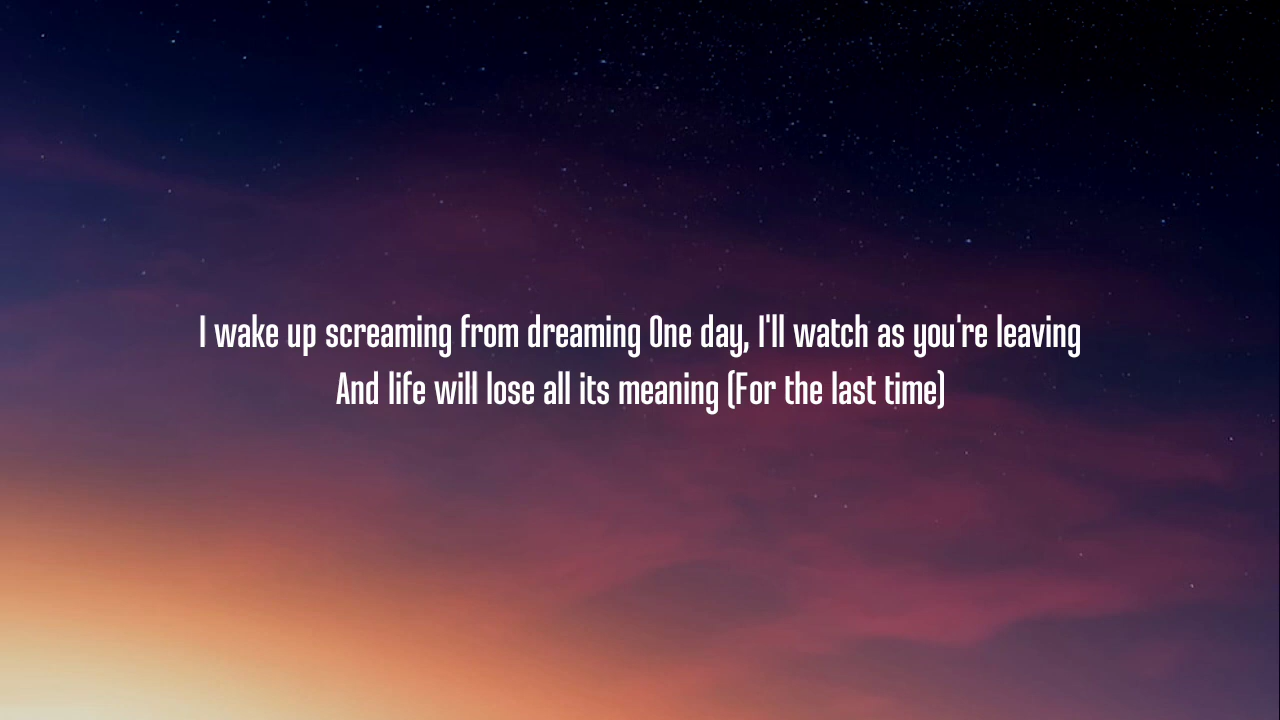 I wake up screaming from dreaming One day, I'll watch as you're leaving
And life will lose all its meaning (For the last time)